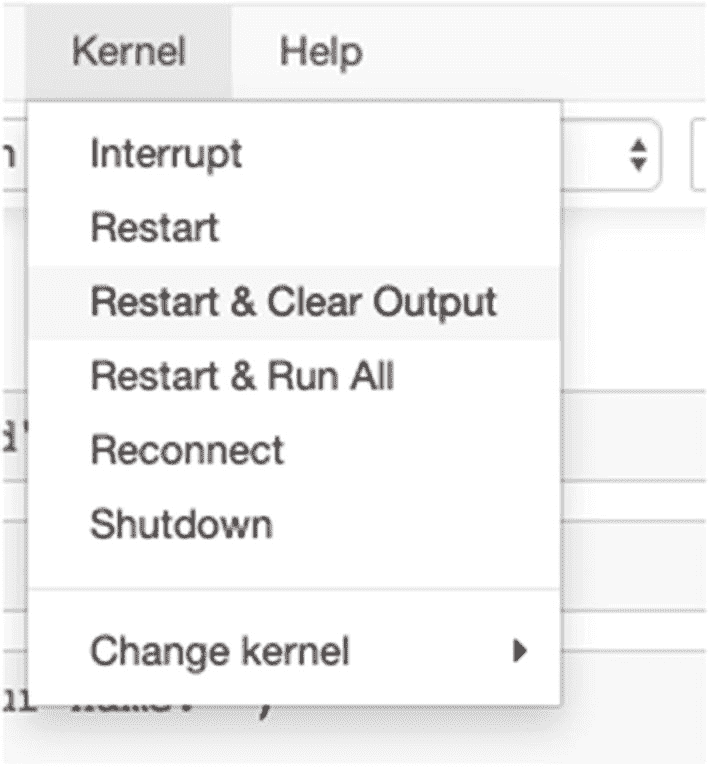 Kernel Help
Interrupt
Restart
Restart & Clear Output
Restart & Run All
Reconnect
Shutdown
Change kernel